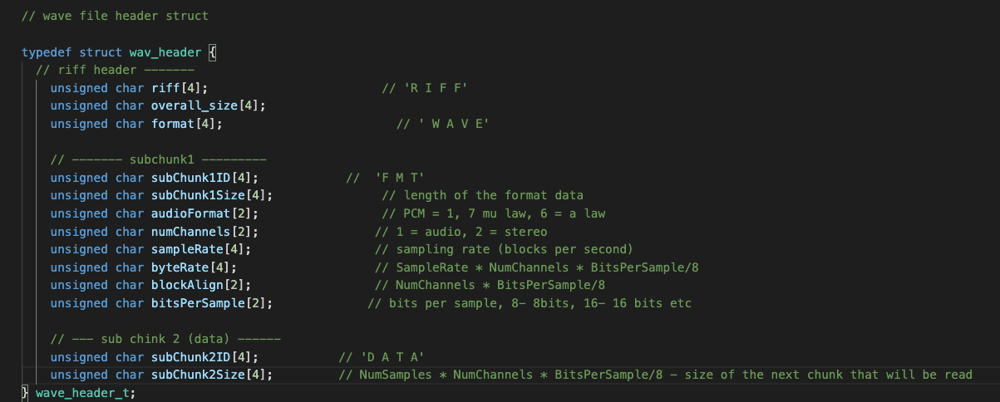 // wave file header struct
typedef struct wav_header {
// riff header -------
unsigned char riff[4]; // 'R I F F'
unsigned char overall_size[4];
unsigned char format[4]; // ' W A V E'
// ------- subchunk1 ---------
unsigned char subChunk1ID[4]; // 'F M T'
unsigned char subChunk1Size[4]; // length of the format data
unsigned char audioFormat[2]; // PCM = 1, 7 mu law, 6 = a law
unsigned char numChannels[2]; // 1 = audio, 2 = stereo
unsigned char sampleRate[4]; // sampling rate (blocks per second)
unsigned char byteRate[4]; // SampleRate * NumChannels * BitsPerSample/8
unsigned char blockAlign[2]; // NumChannels * BitsPerSample/8
unsigned char bitsPerSample[2]; // bits per sample, 8- 8bits, 16- 16 bits etc
// --- sub chink 2 (data) ------
unsigned char subChunk2ID[4]; // 'D A T A'
unsigned char subChunk2Size[4]; // NumSamples * NumChannels * BitsPerSample/8 - size of the next chunk that will be read
} wave_header_t;